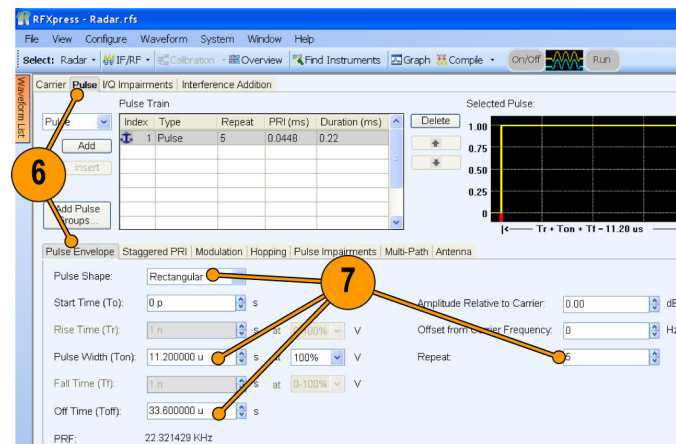 RFXpress - Radar.rfs
File View Configure Waveform System Window Help
Select: Radar IF/RF Calibration Overview Find Instruments Graph Compile On/Off Run
Waveform List
Carrier Pulse I/Q Impairments Interference Addition
Pulse Train
Selected Pulse:
Pulse
Add
Insert
Add Pulse Groups...
Index Type Repeat PRI (ms) Duration (ms)
1 Pulse 5 0.0448 0.22
Delete
1.00
0.75
0.50
0.25
0
Tr + Ton + Tf - 11.20 us
6
7
Pulse Envelope Staggered PRI Modulation Hopping Pulse Impairments Multi-Path Antenna
Pulse Shape: Rectangular
Start Time (To): 0 p s
Amplitude Relative to Carrier: 0.00 dB
Rise Time (Tr): 1 n s at 0-100% V
Offset from Carrier Frequency: 0 Hz
Pulse Width (Ton): 11.200000 u s at 100% V
Repeat: 5
Fall Time (Tf): 1 n s at 0-100% V
Off Time (Toff): 33.600000 u s
PRF: 22.321429 KHz